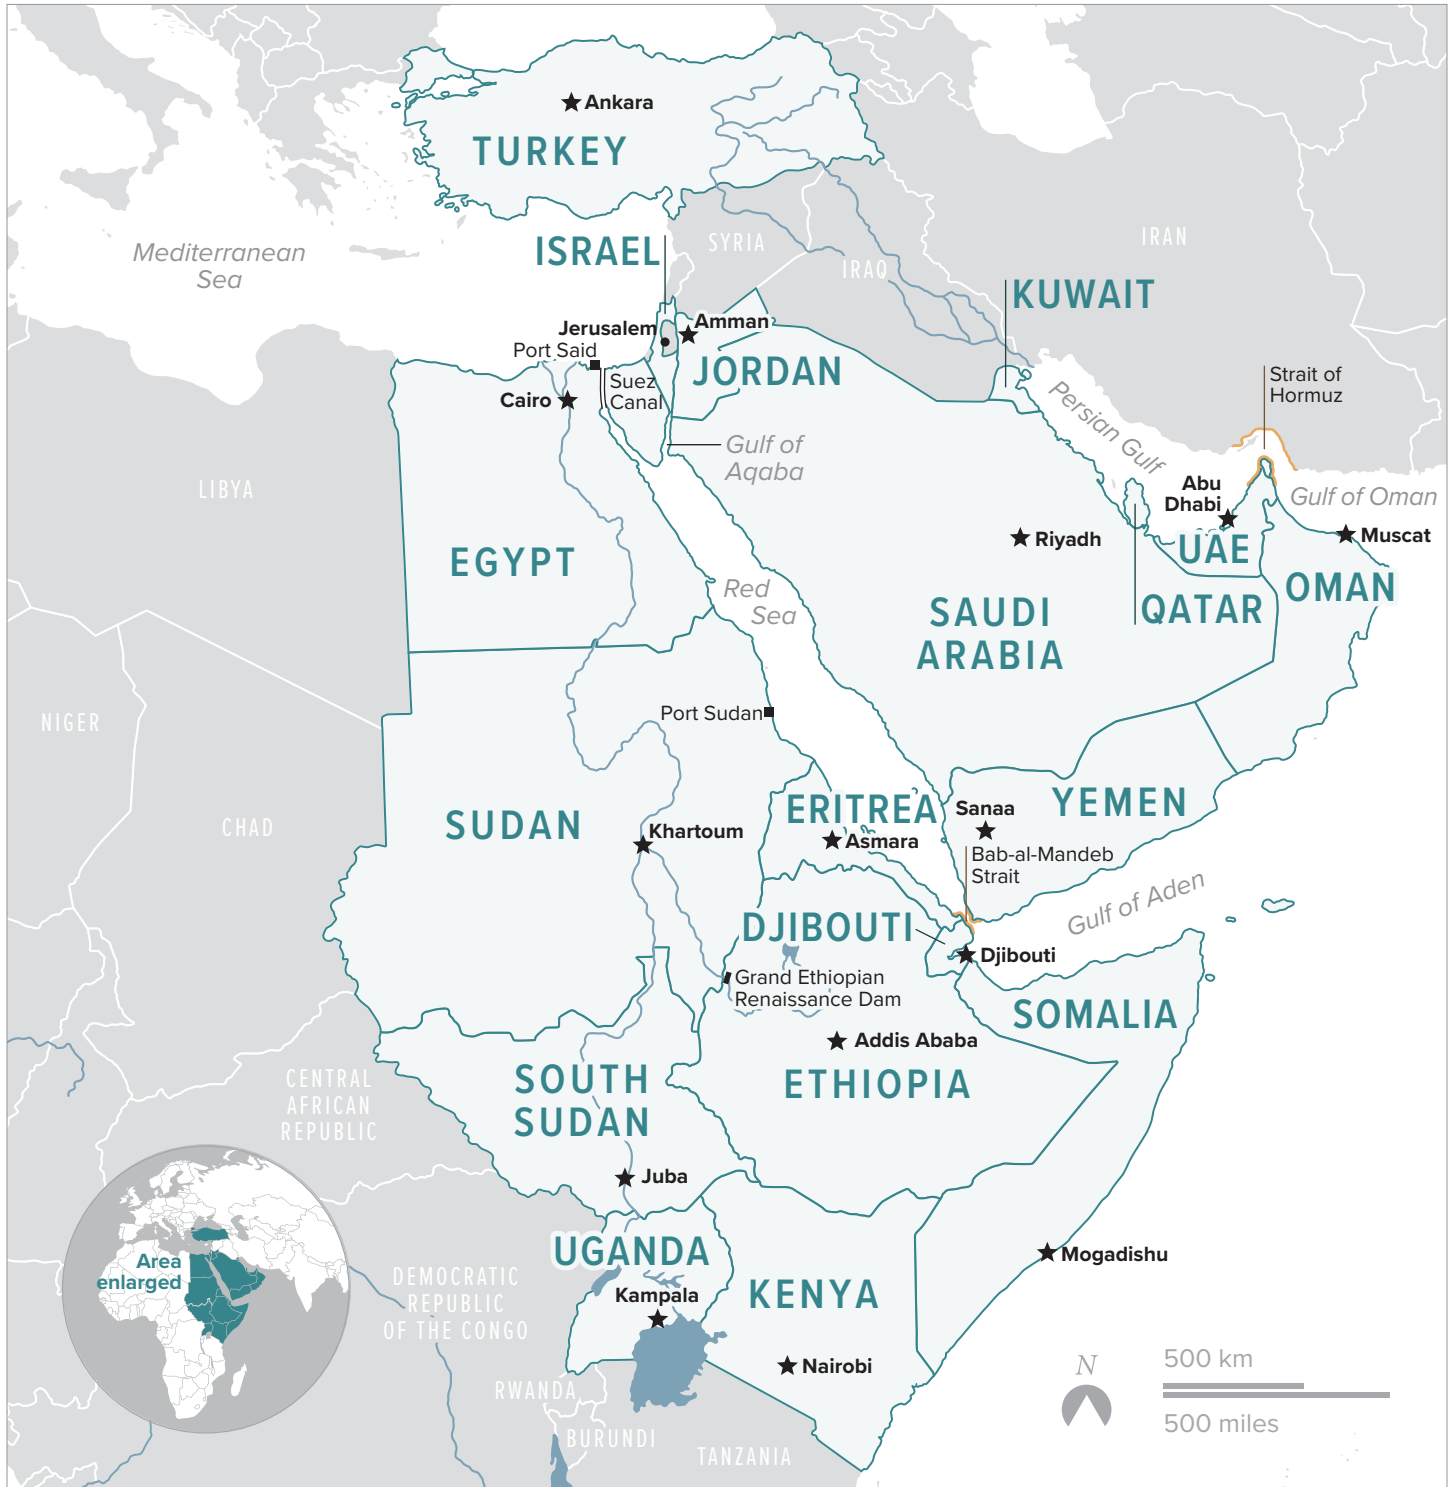 Ankara
TURKEY
Mediterranean
Sea
ISRAEL
SYRIA
IRAQ
IRAN
KUWAIT
Jerusalem
Amman
Port Said
JORDAN
Suez
Canal
Cairo
Strait of
Hormuz
Persian Gulf
Gulf of
Aqaba
LIBYA
Abu
Dhabi
Gulf of Oman
Riyadh
Muscat
EGYPT
UAE
OMAN
Red
Sea
SAUDI
ARABIA
QATAR
NIGER
Port Sudan
CHAD
SUDAN
Khartoum
ERITREA
Asmara
Sanaa
YEMEN
Bab-al-Mandeb
Strait
Gulf of Aden
DJIBOUTI
Djibouti
Grand Ethiopian
Renaissance Dam
SOMALIA
Addis Ababa
ETHIOPIA
CENTRAL
AFRICAN
REPUBLIC
SOUTH
SUDAN
Juba
UGANDA
Kampala
KENYA
Mogadishu
Area
enlarged
DEMOCRATIC
REPUBLIC
OF THE CONGO
Nairobi
RWANDA
BURUNDI
TANZANIA
N
500 km
500 miles